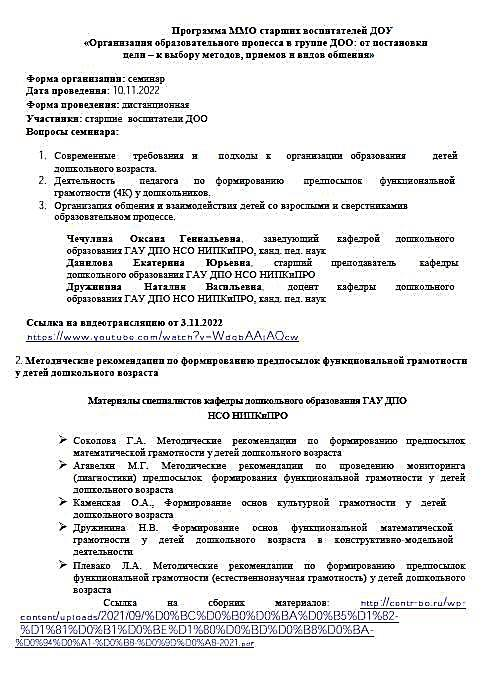 Программа ММО старших воспитателей ДОУ
«Организация образовательного процесса в группе ДОО: от постановки
цели – к выбору методов, приемов и видов общения»
Форма организации: семинар
Дата проведения: 10.11.2022
Форма проведения: дистанционная
Участники: старшие воспитатели ДОО
Вопросы семинара:
1. Современные требования и подходы к организации образования детей
дошкольного возраста.
2. Деятельность педагога по формированию предпосылок функциональной
грамотности (4К) у дошкольников.
3. Организация общения и взаимодействия детей со взрослыми и сверстниками в
образовательном процессе.
Чечулина Оксана Геннадьевна, заведующий кафедрой дошкольного
образования ГАУ ДПО НСО НИПКиПРО, канд. пед. наук
Данилова Екатерина Юрьевна, старший преподаватель кафедры
дошкольного образования ГАУ ДПО НСО НИПКиПРО
Дружинина Наталия Васильевна, доцент кафедры дошкольного
образования ГАУ ДПО НСО НИПКиПРО, канд. пед. наук
Ссылка на видеотрансляцию от 3.11.2022
https://www.youtube.com/watch?v=WdobAA1AOcw
2. Методические рекомендации по формированию предпосылок функциональной грамотности
у детей дошкольного возраста
Материалы специалистов кафедры дошкольного образования ГАУ ДПО
НСО НИПКиПРО
➢ Соколова Г.А. Методические рекомендации по формированию предпосылок
математической грамотности у детей дошкольного возраста
➢ Агавелян М.Г. Методические рекомендации по проведению мониторинга
(диагностики) предпосылок формирования функциональной грамотности у детей
дошкольного возраста
➢ Каменская О.А., Формирование основ культурной грамотности у детей
дошкольного возраста
➢ Дружинина Н.В. Формирование основ функциональной математической
грамотности у детей дошкольного возраста в конструктивно-модельной
деятельности
➢ Плевако Л.А. Методические рекомендации по формированию предпосылок
функциональной грамотности (естественнонаучная грамотность) у детей дошкольного
возраста
Ссылка на сборник материалов: http://contr-bo.ru/wp-
content/uploads/2021/09/%D0%BC%D0%B0%D0%BA%D0%B5%D1%82-
%D1%81%D0%B1%D0%BE%D1%80%D0%BD%D0%B8%D0%BA-
%D0%94%D0%A1-%D0%B8-%D0%9D%D0%A8-2021.pdf